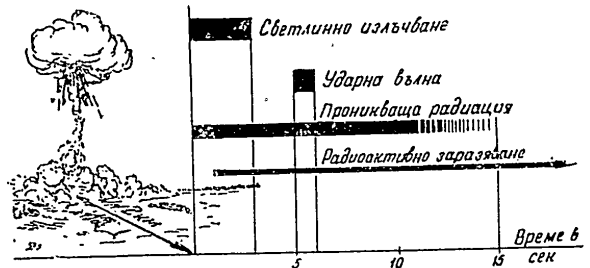 Светлинно излъчване
Ударна вълна
Проникваща радиация
Радиоактивно заразяване
Време в
сек
5
10
15